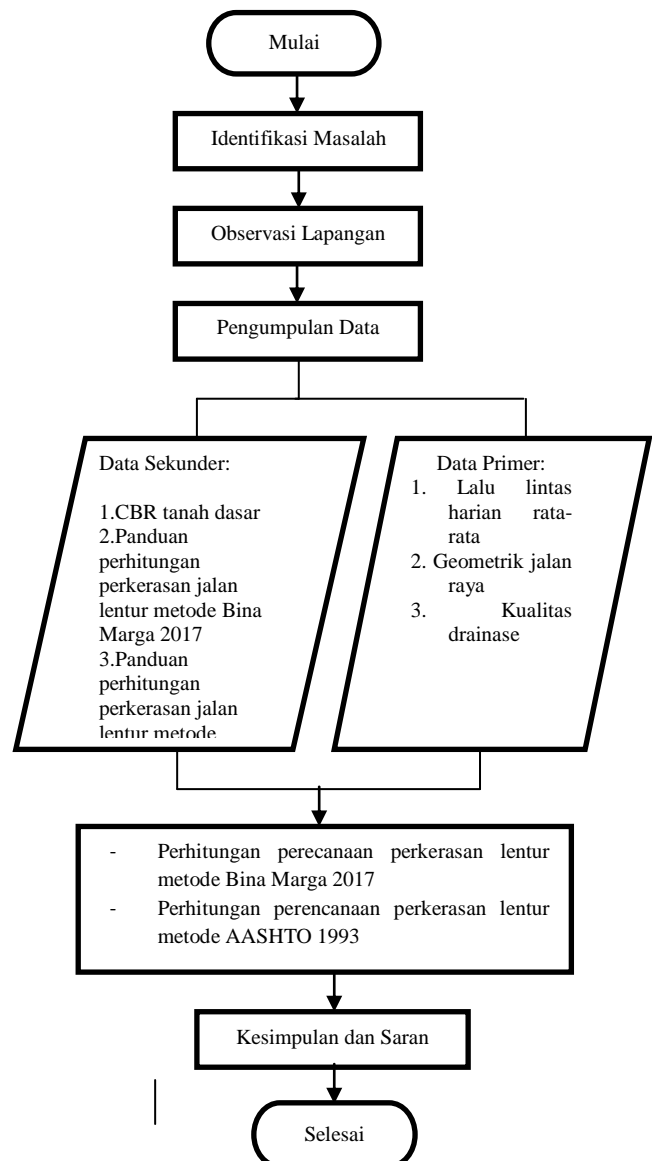 Mulai
Identifikasi Masalah
Observasi Lapangan
Pengumpulan Data
Data Sekunder:
1.CBR tanah dasar
2.Panduan
perhitungan
perkerasan jalan
lentur metode Bina
Marga 2017
3.Panduan
perhitungan
perkerasan jalan
lentur metode
Data Primer:
1. Lalu lintas
harian rata-
rata
2. Geometrik jalan
raya
3. Kualitas
drainase
- Perhitungan perecanaan perkerasan lentur
metode Bina Marga 2017
- Perhitungan perencanaan perkerasan lentur
metode AASHTO 1993
Kesimpulan dan Saran
Selesai